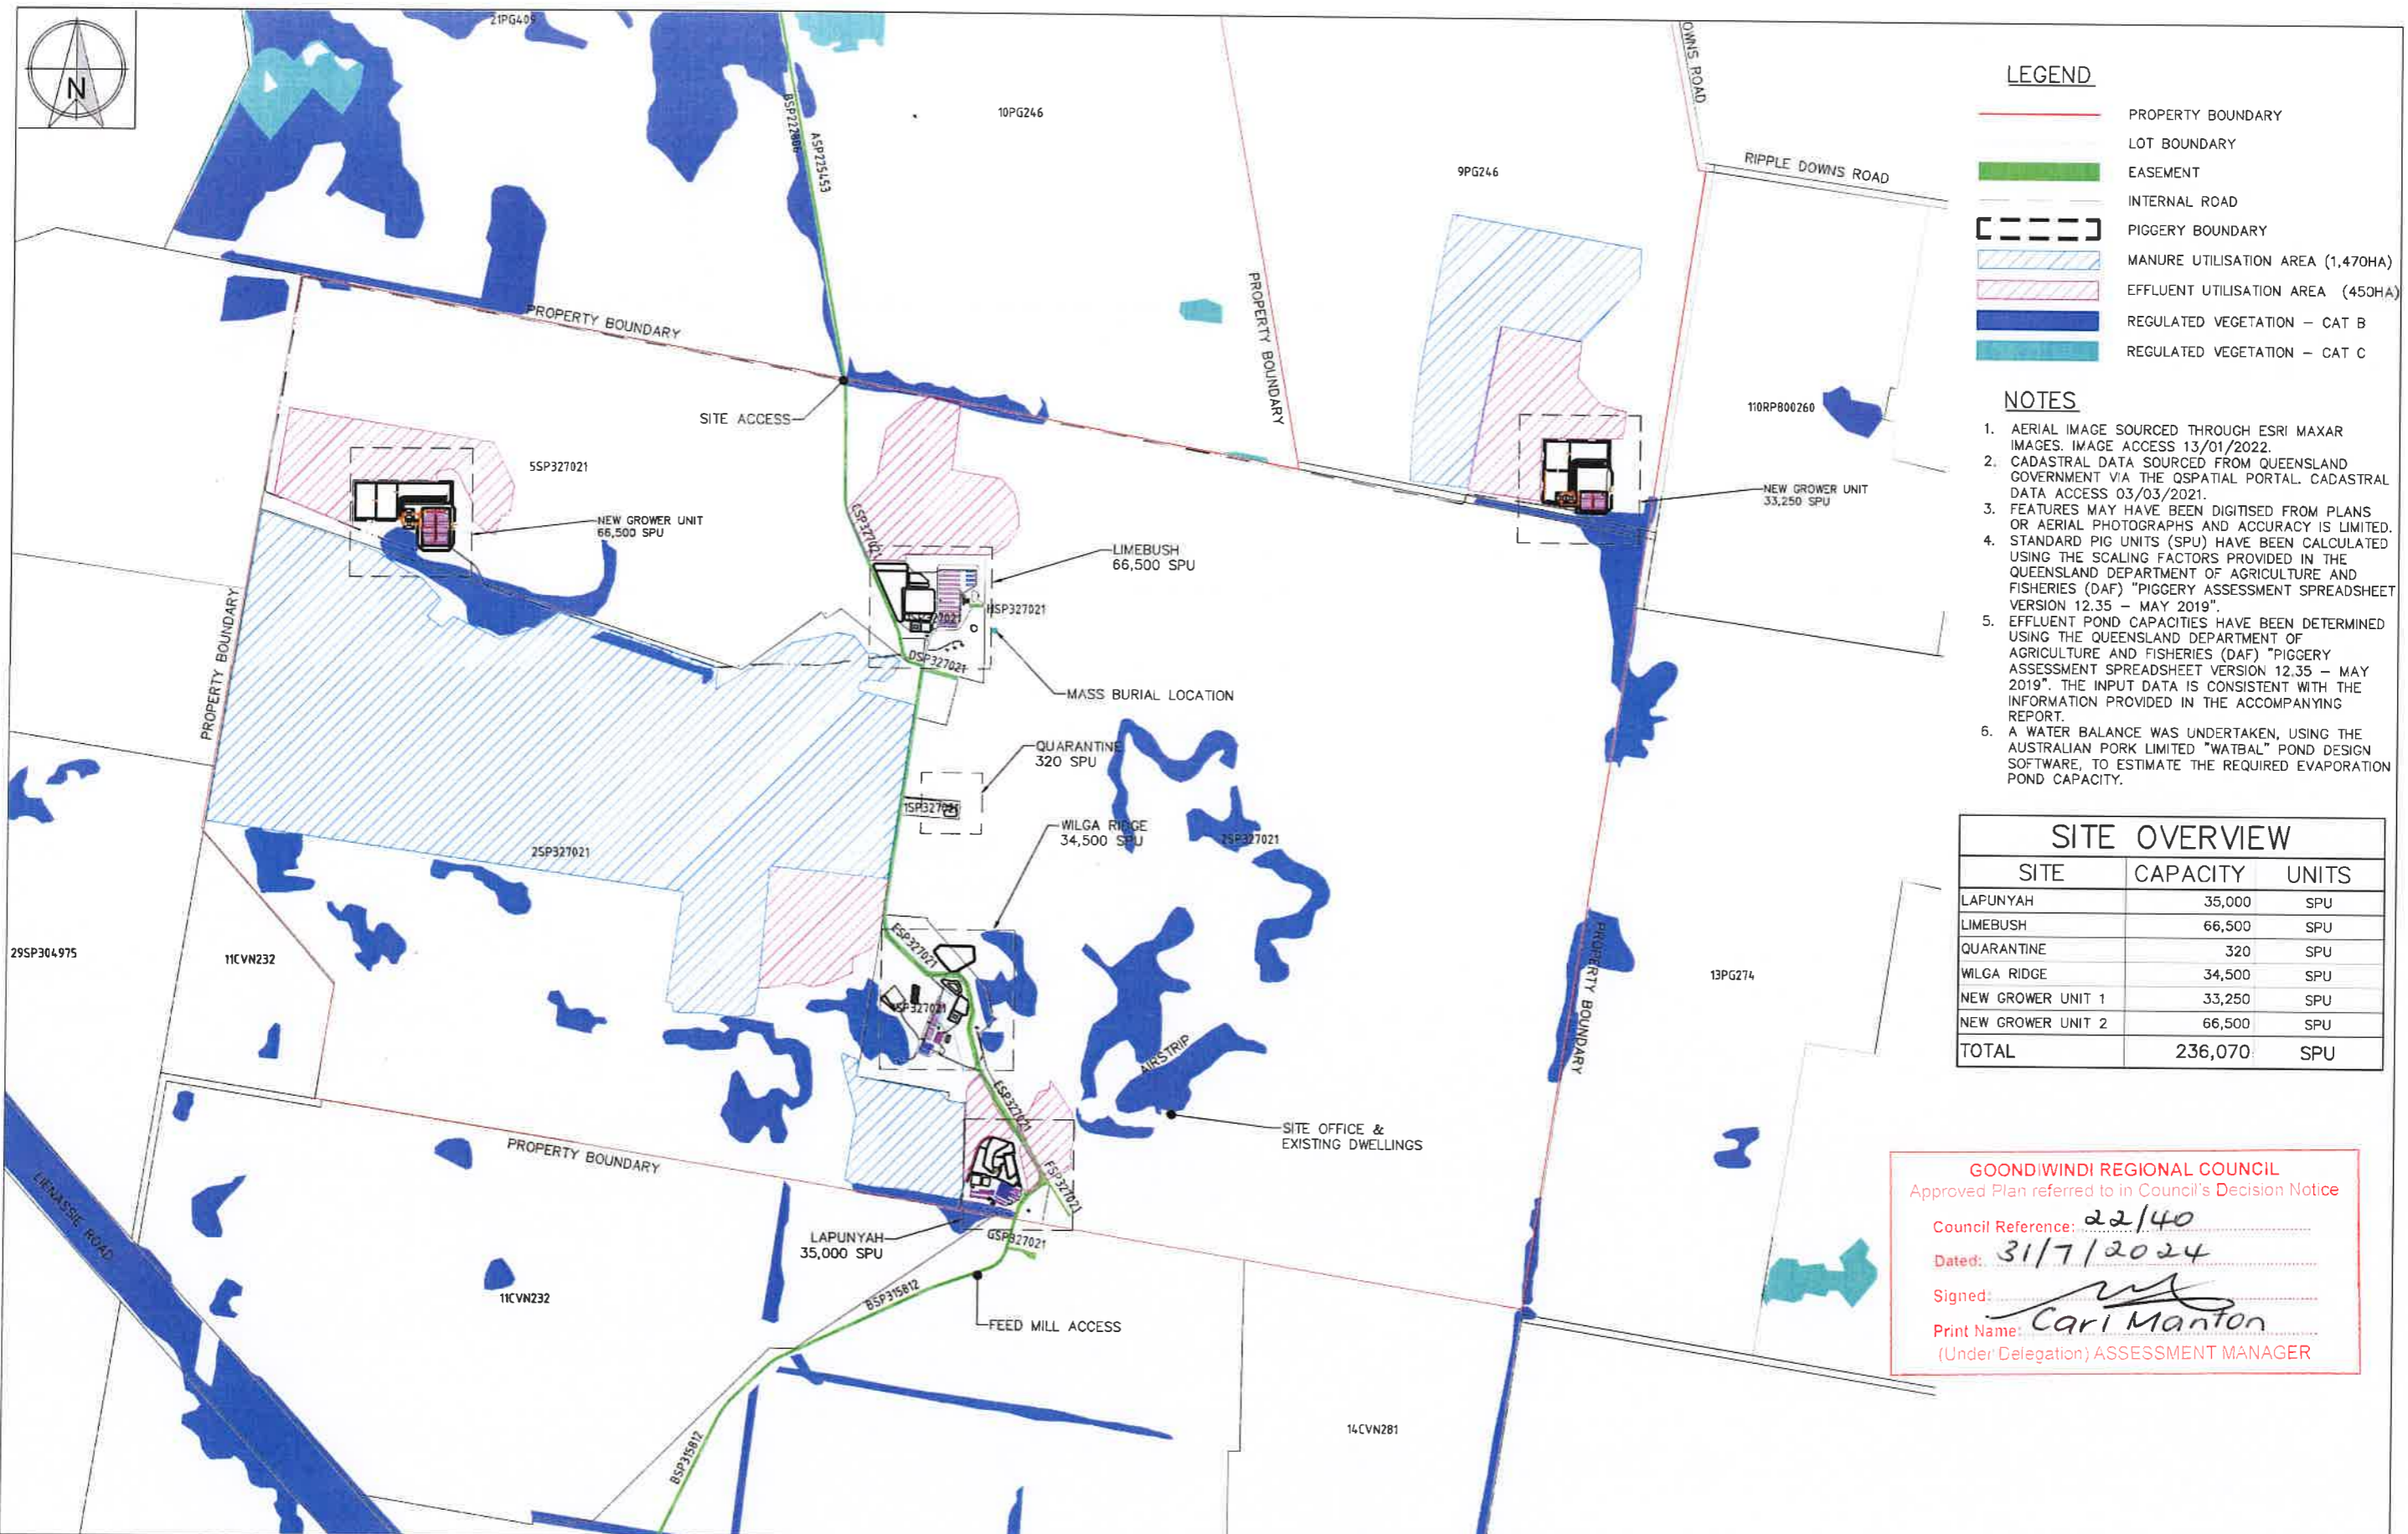 N
21PG409
BSP222806
ASP225453
10PG246
9PG246
OWNS ROAD
RIPPLE DOWNS ROAD
110RP800260
PROPERTY BOUNDARY
PROPERTY BOUNDARY
SITE ACCESS
5SP327021
NEW GROWER UNIT
66,500 SPU
NEW GROWER UNIT
33,250 SPU
CSP327021
LIMEBUSH
66,500 SPU
HSP327021
DSP327021
MASS BURIAL LOCATION
PROPERTY BOUNDARY
QUARANTINE
320 SPU
WILGA RIDGE
34,500 SPU
2SP327021
2SP327021
29SP304975
11CVN232
ESP327021
13PG274
PROPERTY BOUNDARY
AIRSTRIP
ESP327021
SITE OFFICE &
EXISTING DWELLINGS
PROPERTY BOUNDARY
FSP327021
LIENASSIE ROAD
LAPUNYAH
35,000 SPU
GSP327021
11CVN232
BSP315812
FEED MILL ACCESS
BSP315812
14CVN281
LEGEND
PROPERTY BOUNDARY
LOT BOUNDARY
EASEMENT
INTERNAL ROAD
PIGGERY BOUNDARY
MANURE UTILISATION AREA (1,470HA)
EFFLUENT UTILISATION AREA (450HA)
REGULATED VEGETATION – CAT B
REGULATED VEGETATION – CAT C
NOTES
1. AERIAL IMAGE SOURCED THROUGH ESRI MAXAR
IMAGES. IMAGE ACCESS 13/01/2022.
2. CADASTRAL DATA SOURCED FROM QUEENSLAND
GOVERNMENT VIA THE QSPATIAL PORTAL. CADASTRAL
DATA ACCESS 03/03/2021.
3. FEATURES MAY HAVE BEEN DIGITISED FROM PLANS
OR AERIAL PHOTOGRAPHS AND ACCURACY IS LIMITED.
4. STANDARD PIG UNITS (SPU) HAVE BEEN CALCULATED
USING THE SCALING FACTORS PROVIDED IN THE
QUEENSLAND DEPARTMENT OF AGRICULTURE AND
FISHERIES (DAF) "PIGGERY ASSESSMENT SPREADSHEET
VERSION 12.35 – MAY 2019".
5. EFFLUENT POND CAPACITIES HAVE BEEN DETERMINED
USING THE QUEENSLAND DEPARTMENT OF
AGRICULTURE AND FISHERIES (DAF) "PIGGERY
ASSESSMENT SPREADSHEET VERSION 12.35 – MAY
2019". THE INPUT DATA IS CONSISTENT WITH THE
INFORMATION PROVIDED IN THE ACCOMPANYING
REPORT.
6. A WATER BALANCE WAS UNDERTAKEN, USING THE
AUSTRALIAN PORK LIMITED "WATBAL" POND DESIGN
SOFTWARE, TO ESTIMATE THE REQUIRED EVAPORATION
POND CAPACITY.
SITE OVERVIEW
SITE CAPACITY UNITS
LAPUNYAH 35,000 SPU
LIMEBUSH 66,500 SPU
QUARANTINE 320 SPU
WILGA RIDGE 34,500 SPU
NEW GROWER UNIT 1 33,250 SPU
NEW GROWER UNIT 2 66,500 SPU
TOTAL 236,070 SPU
GOONDIWINDI REGIONAL COUNCIL
Approved Plan referred to in Council's Decision Notice
Council Reference: 22/40
Dated: 31/7/2024
Signed:
Print Name: Carl Manton
(Under Delegation) ASSESSMENT MANAGER